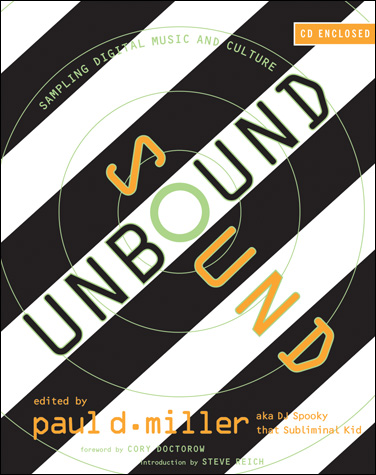 CD ENCLOSED
SAMPLING DIGITAL MUSIC AND CULTURE
SOUND
UNBOUND
edited by
paul d.miller
aka DJ Spooky
that Subliminal Kid
foreword by CORY DOCTOROW
introduction by STEVE REICH